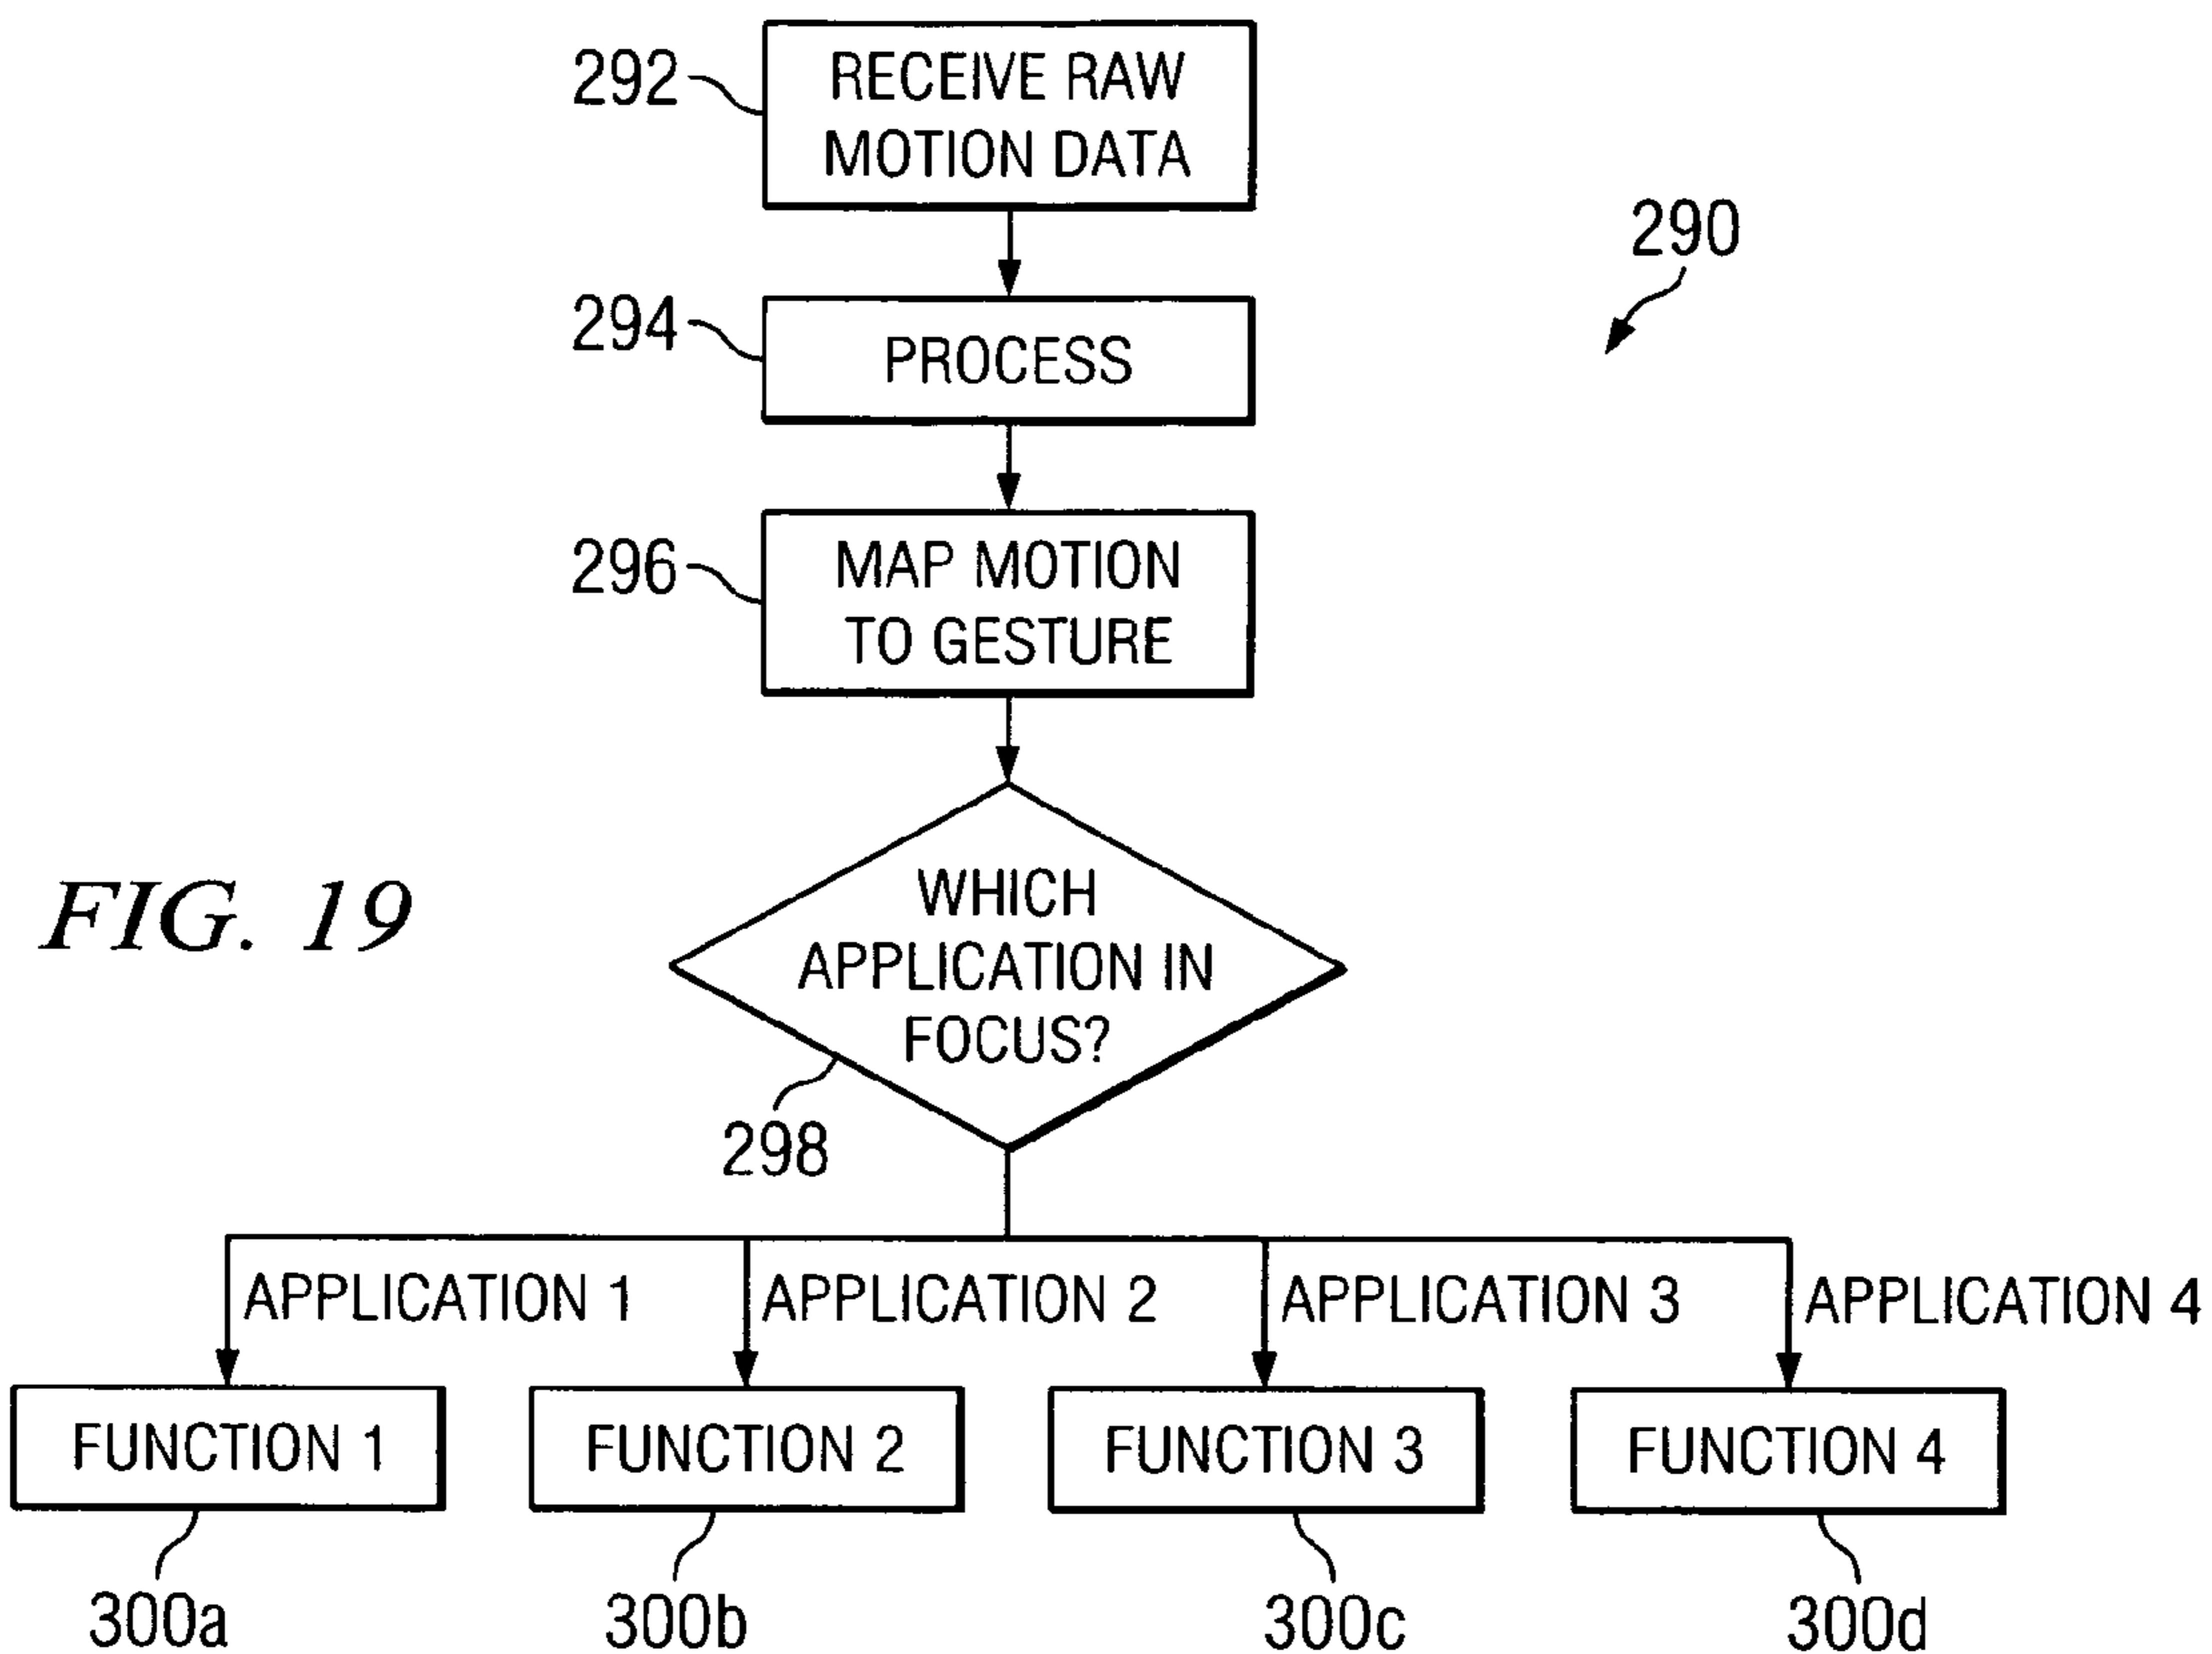 292
RECEIVE RAW
MOTION DATA
290
294
PROCESS
296
MAP MOTION
TO GESTURE
FIG. 19
WHICH
APPLICATION IN
FOCUS?
298
APPLICATION 1
APPLICATION 2
APPLICATION 3
APPLICATION 4
FUNCTION 1
FUNCTION 2
FUNCTION 3
FUNCTION 4
300a
300b
300c
300d